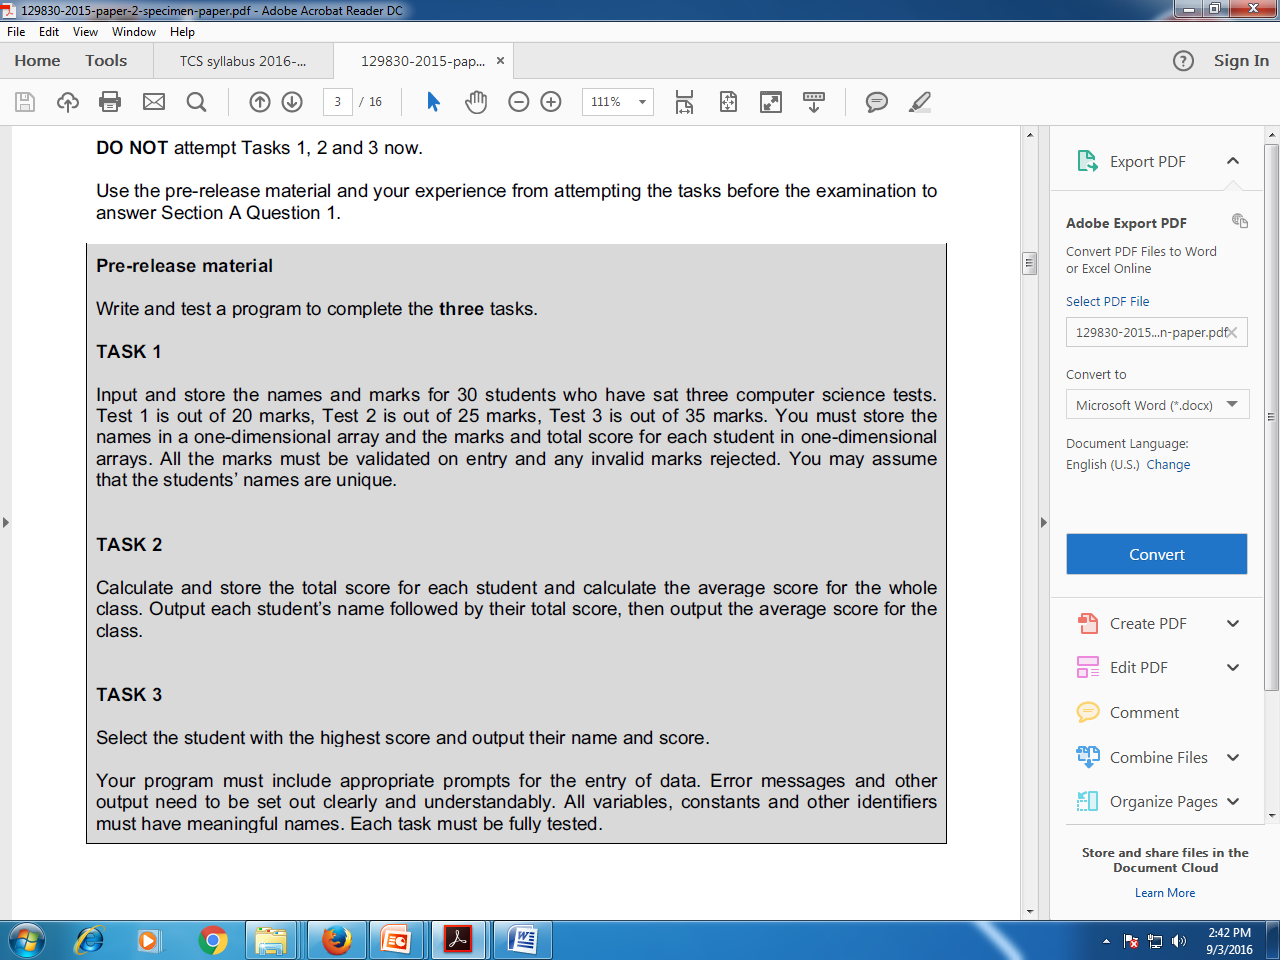 129830-2015-paper-2-specimen-paper.pdf - Adobe Acrobat Reader DC
File Edit View Window Help
Home Tools TCS syllabus 2016-... 129830-2015-pap... × Sign In
3 / 16 111%
DO NOT attempt Tasks 1, 2 and 3 now.
Use the pre-release material and your experience from attempting the tasks before the examination to
answer Section A Question 1.
Pre-release material
Write and test a program to complete the three tasks.
TASK 1
Input and store the names and marks for 30 students who have sat three computer science tests.
Test 1 is out of 20 marks, Test 2 is out of 25 marks, Test 3 is out of 35 marks. You must store the
names in a one-dimensional array and the marks and total score for each student in one-dimensional
arrays. All the marks must be validated on entry and any invalid marks rejected. You may assume
that the students' names are unique.
TASK 2
Calculate and store the total score for each student and calculate the average score for the whole
class. Output each student's name followed by their total score, then output the average score for the
class.
TASK 3
Select the student with the highest score and output their name and score.
Your program must include appropriate prompts for the entry of data. Error messages and other
output need to be set out clearly and understandably. All variables, constants and other identifiers
must have meaningful names. Each task must be fully tested.
Export PDF
Adobe Export PDF
Convert PDF Files to Word
or Excel Online
Select PDF File
129830-2015...n-paper.pdf
Convert to
Microsoft Word (*.docx)
Document Language:
English (U.S.) Change
Convert
Create PDF
Edit PDF
Comment
Combine Files
Organize Pages
Store and share files in the
Document Cloud
Learn More
2:42 PM
9/3/2016